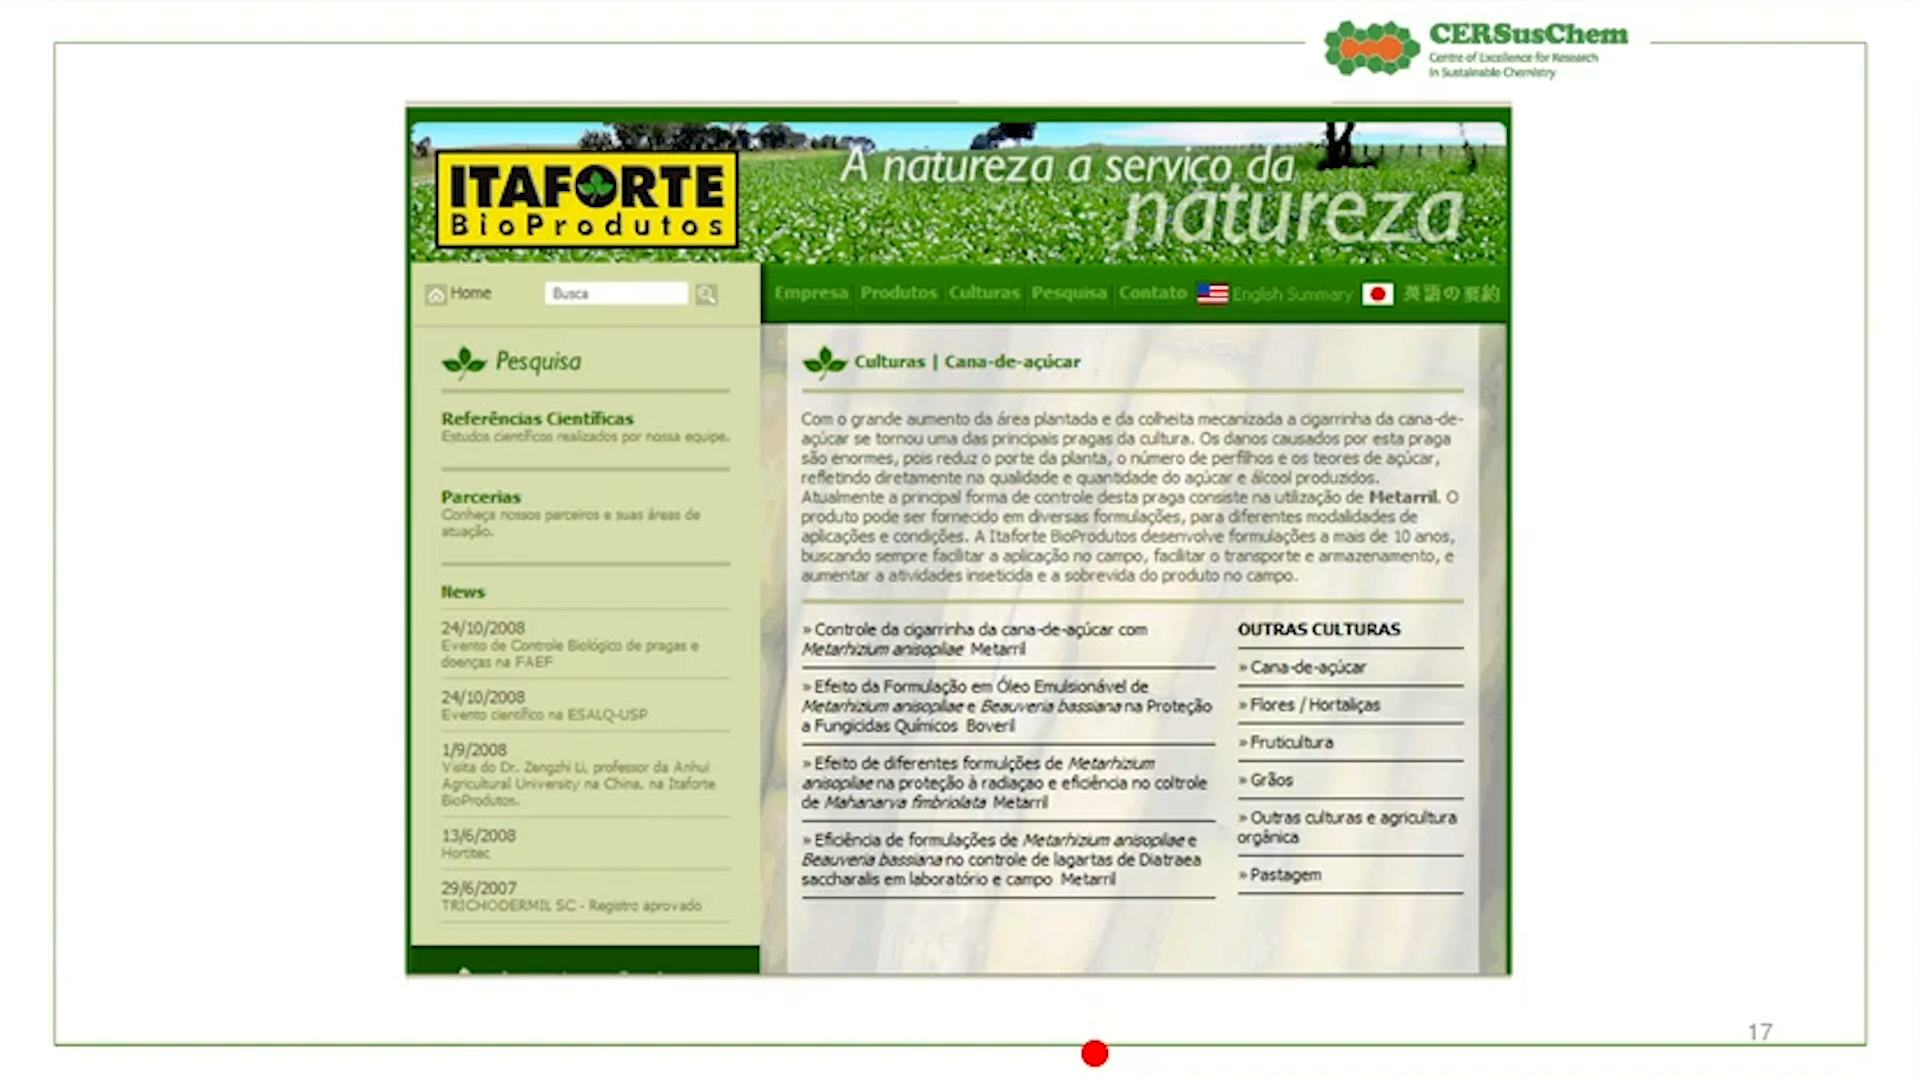 CERSusChem
Centre of Excellence for Research
in Sustainable Chemistry
ITAFORTE
BioProdutos
A natureza a serviço da
natureza
Home
Busca
Empresa
Produtos
Culturas
Pesquisa
Contato
English Summary
英語の要約
Pesquisa
Referências Científicas
Estudos científicos realizados por nossa equipe.
Parcerias
Conheça nossos parceiros e suas áreas de
atuação.
News
24/10/2008
Evento de Controle Biológico de pragas e
doenças na FAEF
24/10/2008
Evento científico na ESALQ-USP
1/9/2008
Visita do Dr. Zengzhi Li, professor da Anhui
Agricultural University na China, na Itaforte
BioProdutos.
13/6/2008
Hortitec
29/6/2007
TRICHODERMIL SC - Registro aprovado
Culturas | Cana-de-açúcar
Com o grande aumento da área plantada e da colheita mecanizada a cigarrinha da cana-de-
açúcar se tornou uma das principais pragas da cultura. Os danos causados por esta praga
são enormes, pois reduz o porte da planta, o número de perfilhos e os teores de açúcar,
refletindo diretamente na qualidade e quantidade do açúcar e álcool produzidos.
Atualmente a principal forma de controle desta praga consiste na utilização de Metarril. O
produto pode ser fornecido em diversas formulações, para diferentes modalidades de
aplicações e condições. A Itaforte BioProdutos desenvolve formulações a mais de 10 anos,
buscando sempre facilitar a aplicação no campo, facilitar o transporte e armazenamento, e
aumentar a atividades inseticida e a sobrevida do produto no campo.
» Controle da cigarrinha da cana-de-açúcar com
Metarhizium anisopliae Metarril
» Efeito da Formulação em Óleo Emulsionável de
Metarhizium anisopliae e Beauveria bassiana na Proteção
a Fungicidas Químicos Boveril
» Efeito de diferentes formulções de Metarhizium
anisopliae na proteção à radiaçao e eficiência no coltrole
de Mahanarva fimbriolata Metarril
» Eficiência de formulações de Metarhizium anisopliae e
Beauveria bassiana no controle de lagartas de Diatraea
saccharalis em laboratório e campo Metarril
OUTRAS CULTURAS
» Cana-de-açúcar
» Flores / Hortaliças
» Fruticultura
» Grãos
» Outras culturas e agricultura
orgânica
» Pastagem
17